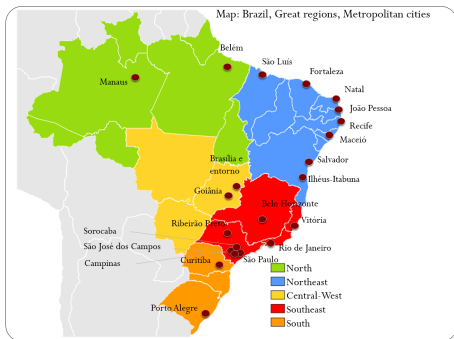 Map: Brazil, Great regions, Metropolitan cities
Belém
São Luís
Fortaleza
Manaus
Natal
João Pessoa
Recife
Maceió
Brasília e
entorno
Salvador
Goiânia
Ilhéus-Itabuna
Belo Horizonte
Ribeirão Preto
Vitória
Sorocaba
São José dos Campos
Rio de Janeiro
Campinas
Curitiba
São Paulo
North
Northeast
Central-West
Porto Alegre
Southeast
South